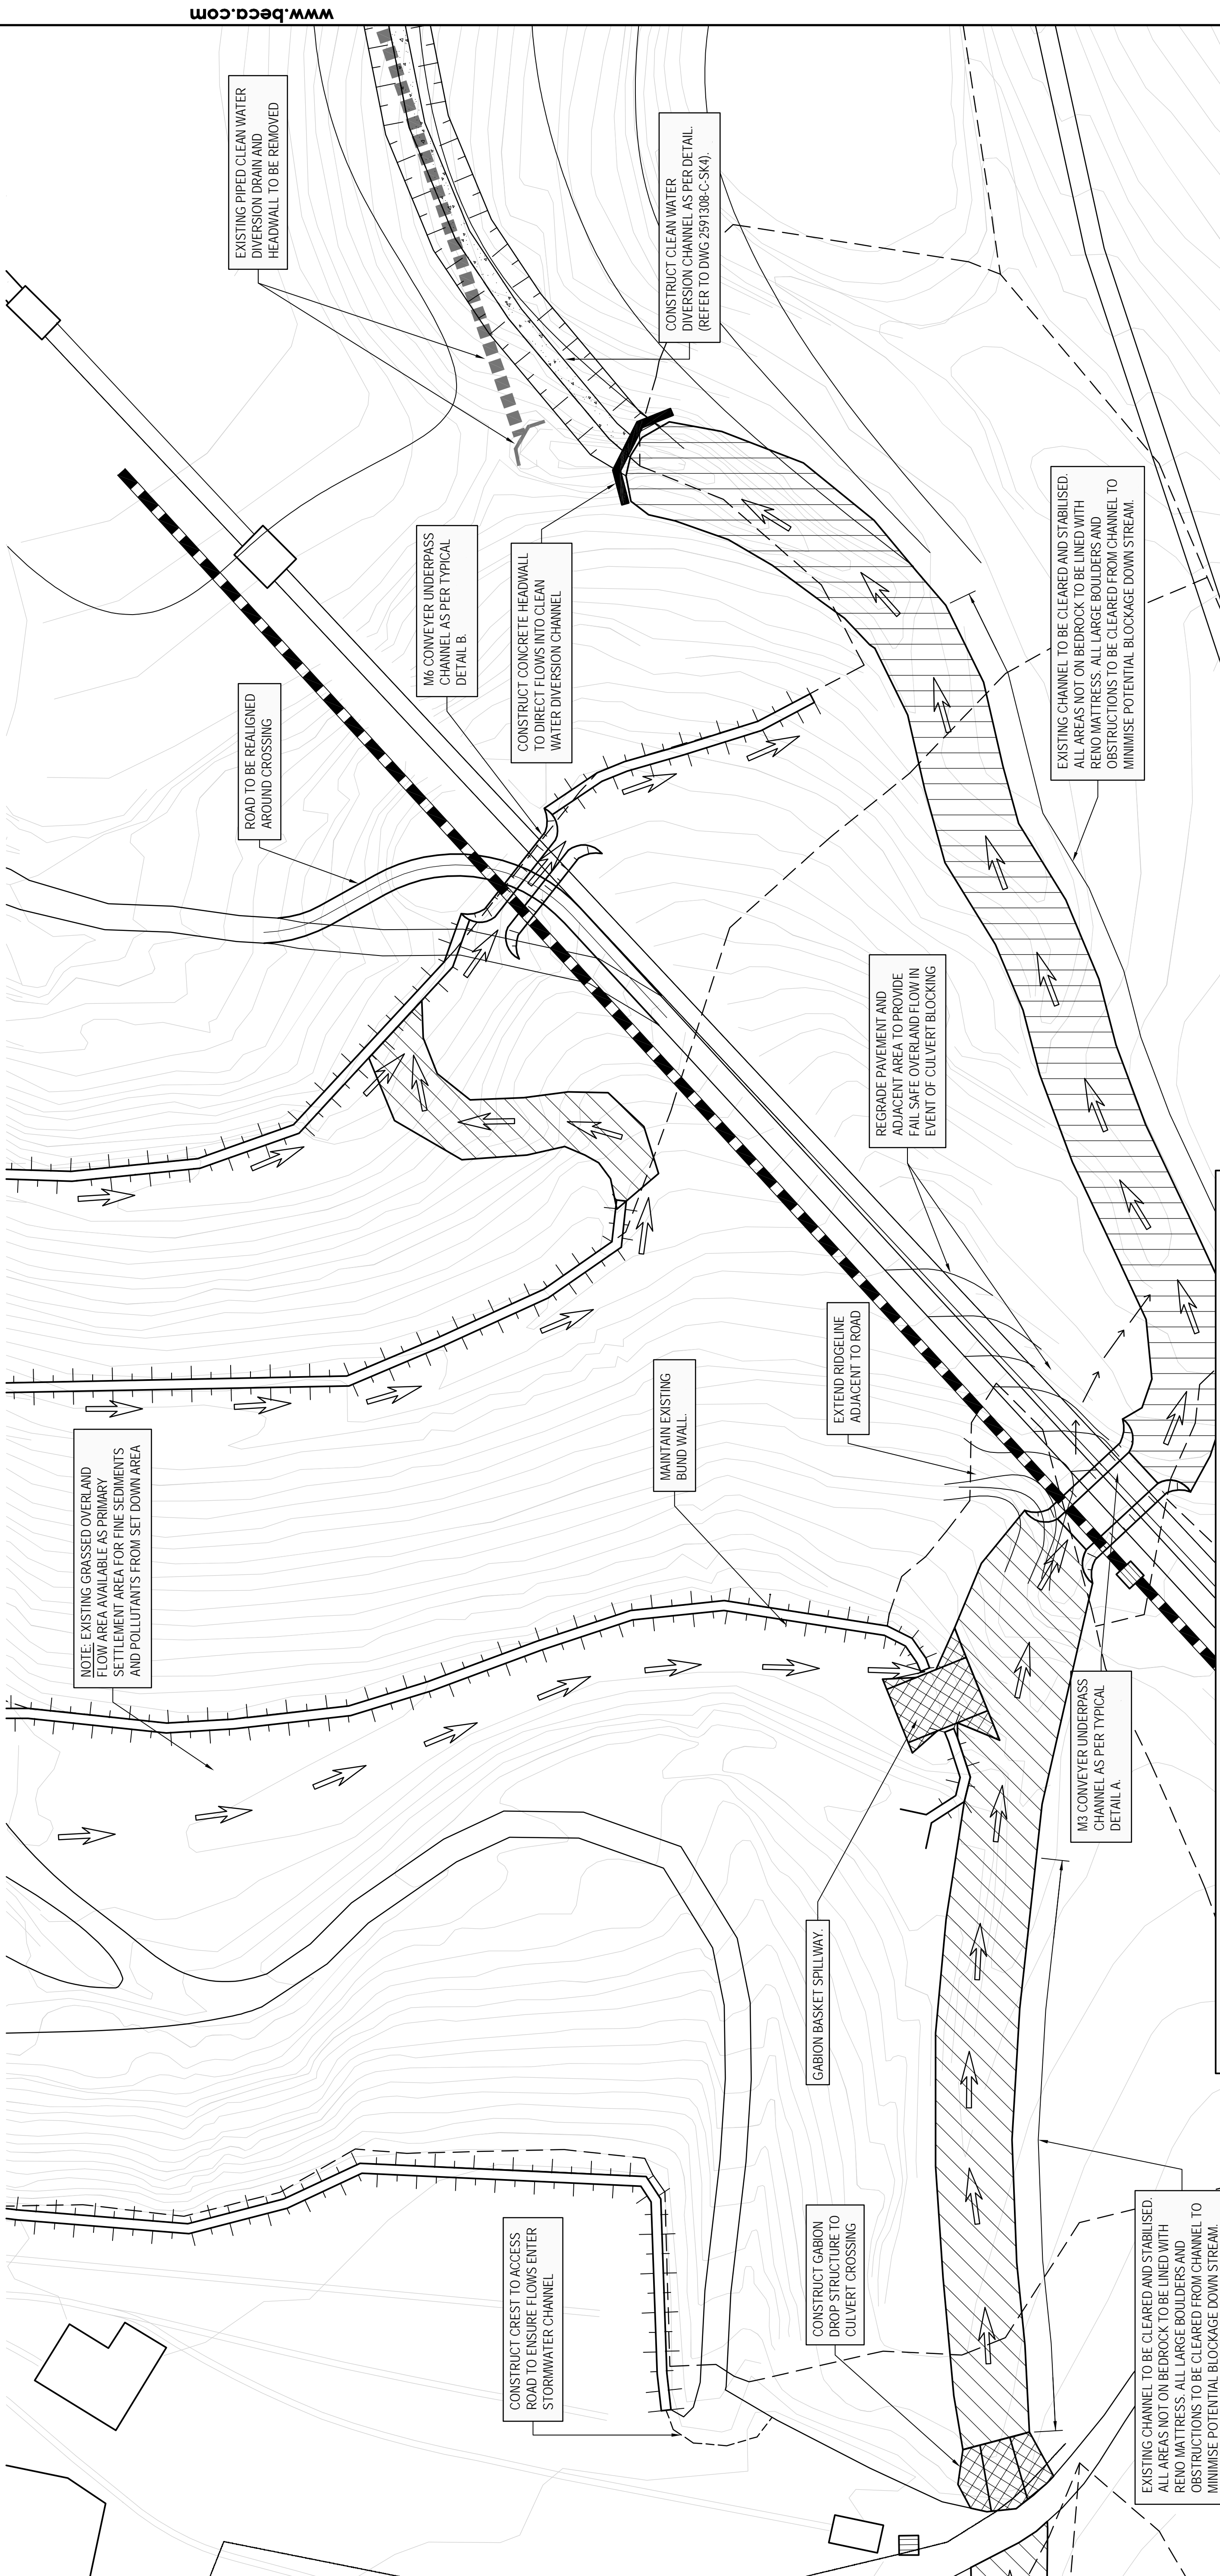 www.beca.com
EXISTING PIPED CLEAN WATER
DIVERSION DRAIN AND
HEADWALL TO BE REMOVED
CONSTRUCT CLEAN WATER
DIVERSION CHANNEL AS PER DETAIL.
(REFER TO DWG 2591308-C-SK4).
M6 CONVEYER UNDERPASS
CHANNEL AS PER TYPICAL
DETAIL B.
CONSTRUCT CONCRETE HEADWALL
TO DIRECT FLOWS INTO CLEAN
WATER DIVERSION CHANNEL
EXISTING CHANNEL TO BE CLEARED AND STABILISED.
ALL AREAS NOT ON BEDROCK TO BE LINED WITH
RENO MATTRESS. ALL LARGE BOULDERS AND
OBSTRUCTIONS TO BE CLEARED FROM CHANNEL TO
MINIMISE POTENTIAL BLOCKAGE DOWN STREAM.
ROAD TO BE REALIGNED
AROUND CROSSING
REGRADE PAVEMENT AND
ADJACENT AREA TO PROVIDE
FAIL SAFE OVERLAND FLOW IN
EVENT OF CULVERT BLOCKING
EXTEND RIDGELINE
ADJACENT TO ROAD
MAINTAIN EXISTING
BUND WALL.
NOTE: EXISTING GRASSED OVERLAND
FLOW AREA AVAILABLE AS PRIMARY
SETTLEMENT AREA FOR FINE SEDIMENTS
AND POLLUTANTS FROM SET DOWN AREA
M3 CONVEYER UNDERPASS
CHANNEL AS PER TYPICAL
DETAIL A.
GABION BASKET SPILLWAY.
CONSTRUCT CREST TO ACCESS
ROAD TO ENSURE FLOWS ENTER
STORMWATER CHANNEL
CONSTRUCT GABION
DROP STRUCTURE TO
CULVERT CROSSING
EXISTING CHANNEL TO BE CLEARED AND STABILISED.
ALL AREAS NOT ON BEDROCK TO BE LINED WITH
RENO MATTRESS. ALL LARGE BOULDERS AND
OBSTRUCTIONS TO BE CLEARED FROM CHANNEL TO
MINIMISE POTENTIAL BLOCKAGE DOWN STREAM.